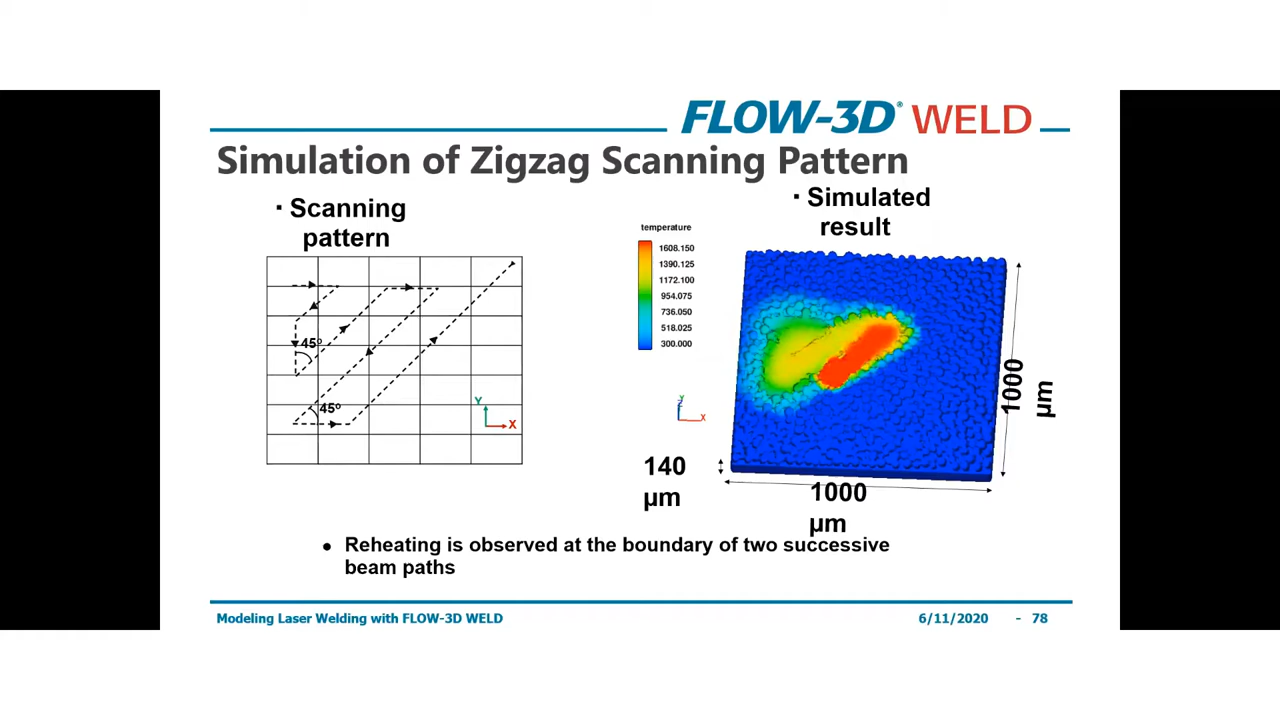 FLOW-3D® WELD
Simulation of Zigzag Scanning Pattern
▪ Scanning
pattern
▪ Simulated
result
45º
45º
Y
X
temperature
1608.150
1390.125
1172.100
954.075
736.050
518.025
300.000
Y
Z
X
1000
µm
140
µm
1000
µm
● Reheating is observed at the boundary of two successive
beam paths
Modeling Laser Welding with FLOW-3D WELD
6/11/2020 - 78